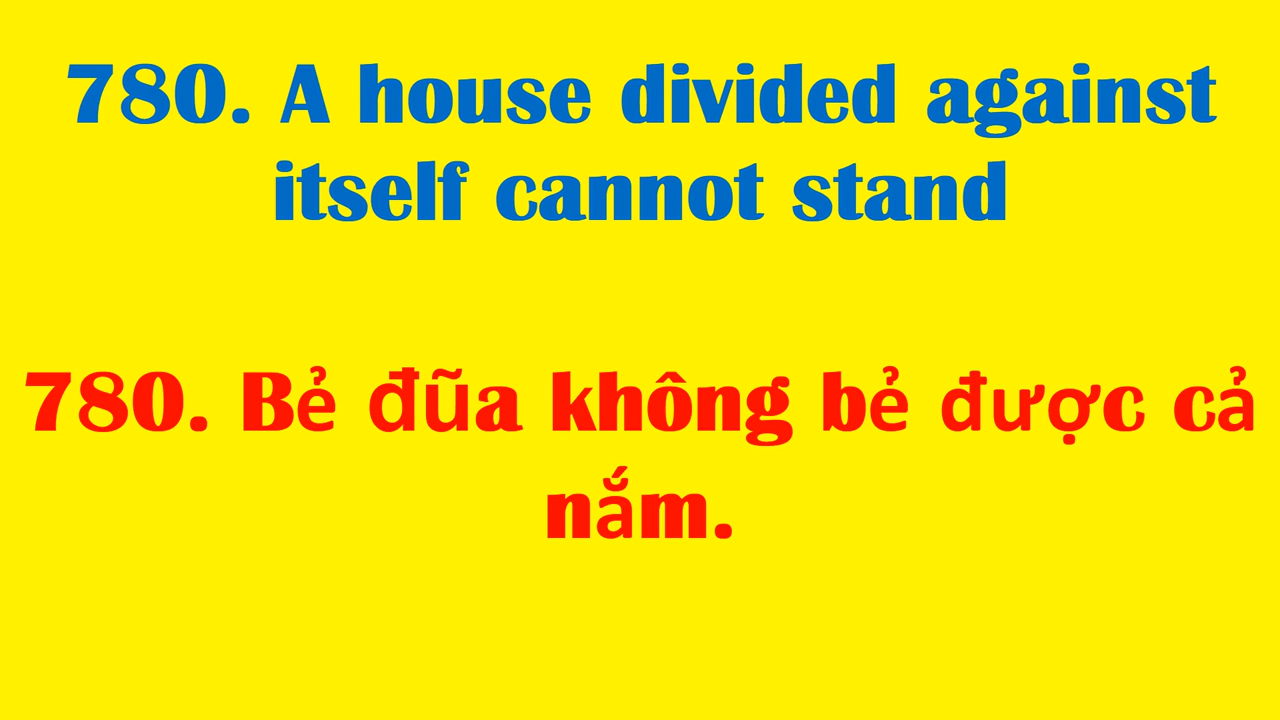 780. A house divided against
itself cannot stand
780. Bẻ đũa không bẻ được cả
nắm.